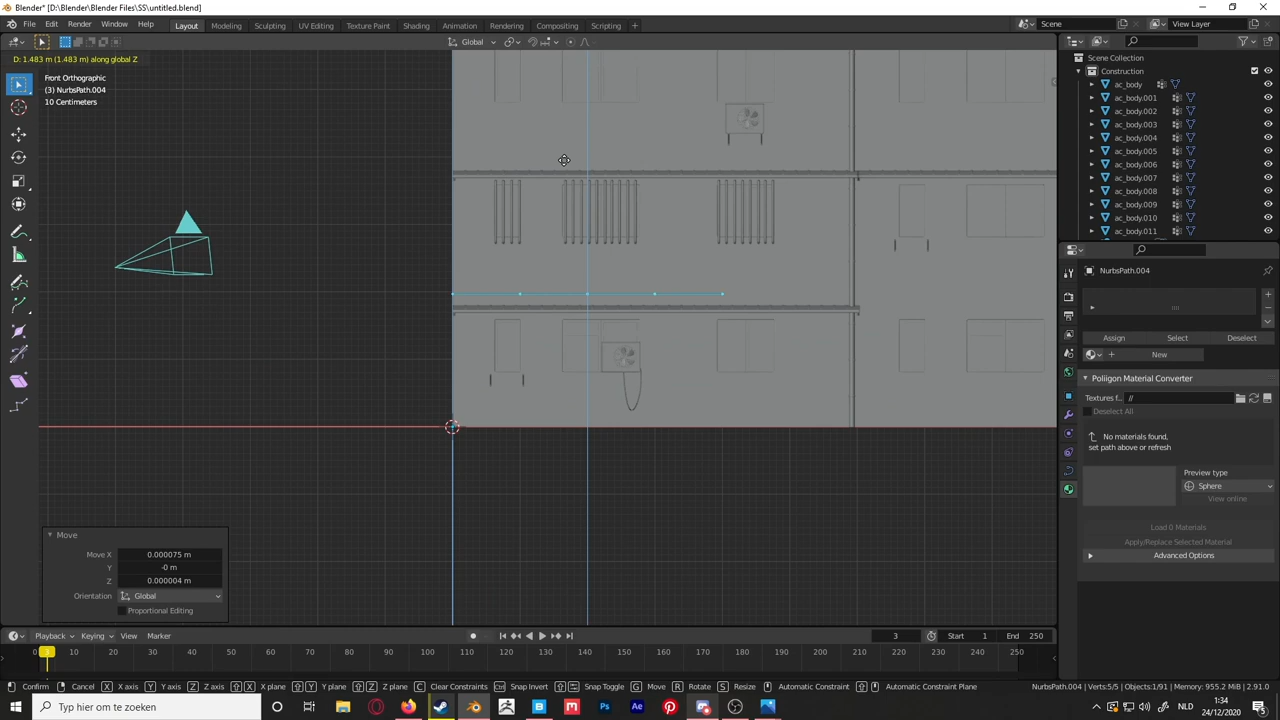 Blender* [D:\Blender\Blender Files\SS\untitled.blend]
File Edit Render Window Help
Layout Modeling Sculpting UV Editing Texture Paint Shading Animation Rendering Compositing Scripting +
Scene
View Layer
Global
D: 1.483 m (1.483 m) along global Z
Front Orthographic
(3) NurbsPath.004
10 Centimeters
Scene Collection
Construction
ac_body
ac_body.001
ac_body.002
ac_body.003
ac_body.004
ac_body.005
ac_body.006
ac_body.007
ac_body.008
ac_body.009
ac_body.010
ac_body.011
NurbsPath.004
Assign Select Deselect
New
Poliigon Material Converter
Textures f.. //
Deselect All
No materials found,
set path above or refresh
Preview type
Sphere
View online
Load 0 Materials
Apply/Replace Selected Material
Advanced Options
Move
Move X 0.000075 m
Y -0 m
Z 0.000004 m
Orientation Global
Proportional Editing
Playback Keying View Marker
3
Start 1
End 250
0 3 10 20 30 40 50 60 70 80 90 100 110 120 130 140 150 160 170 180 190 200 210 220 230 240 250
Confirm Cancel X X axis Y Y axis Z Z axis X X plane Y Y plane Z Z plane C Clear Constraints Ctrl Snap Invert Snap Toggle G Move R Rotate S Resize Automatic Constraint Automatic Constraint Plane
NurbsPath.004 | Verts:5/5 | Objects:1/91 | Memory: 955.2 MiB | 2.91.0
Typ hier om te zoeken
Ps
Ae
NLD
1:34
24/12/2020